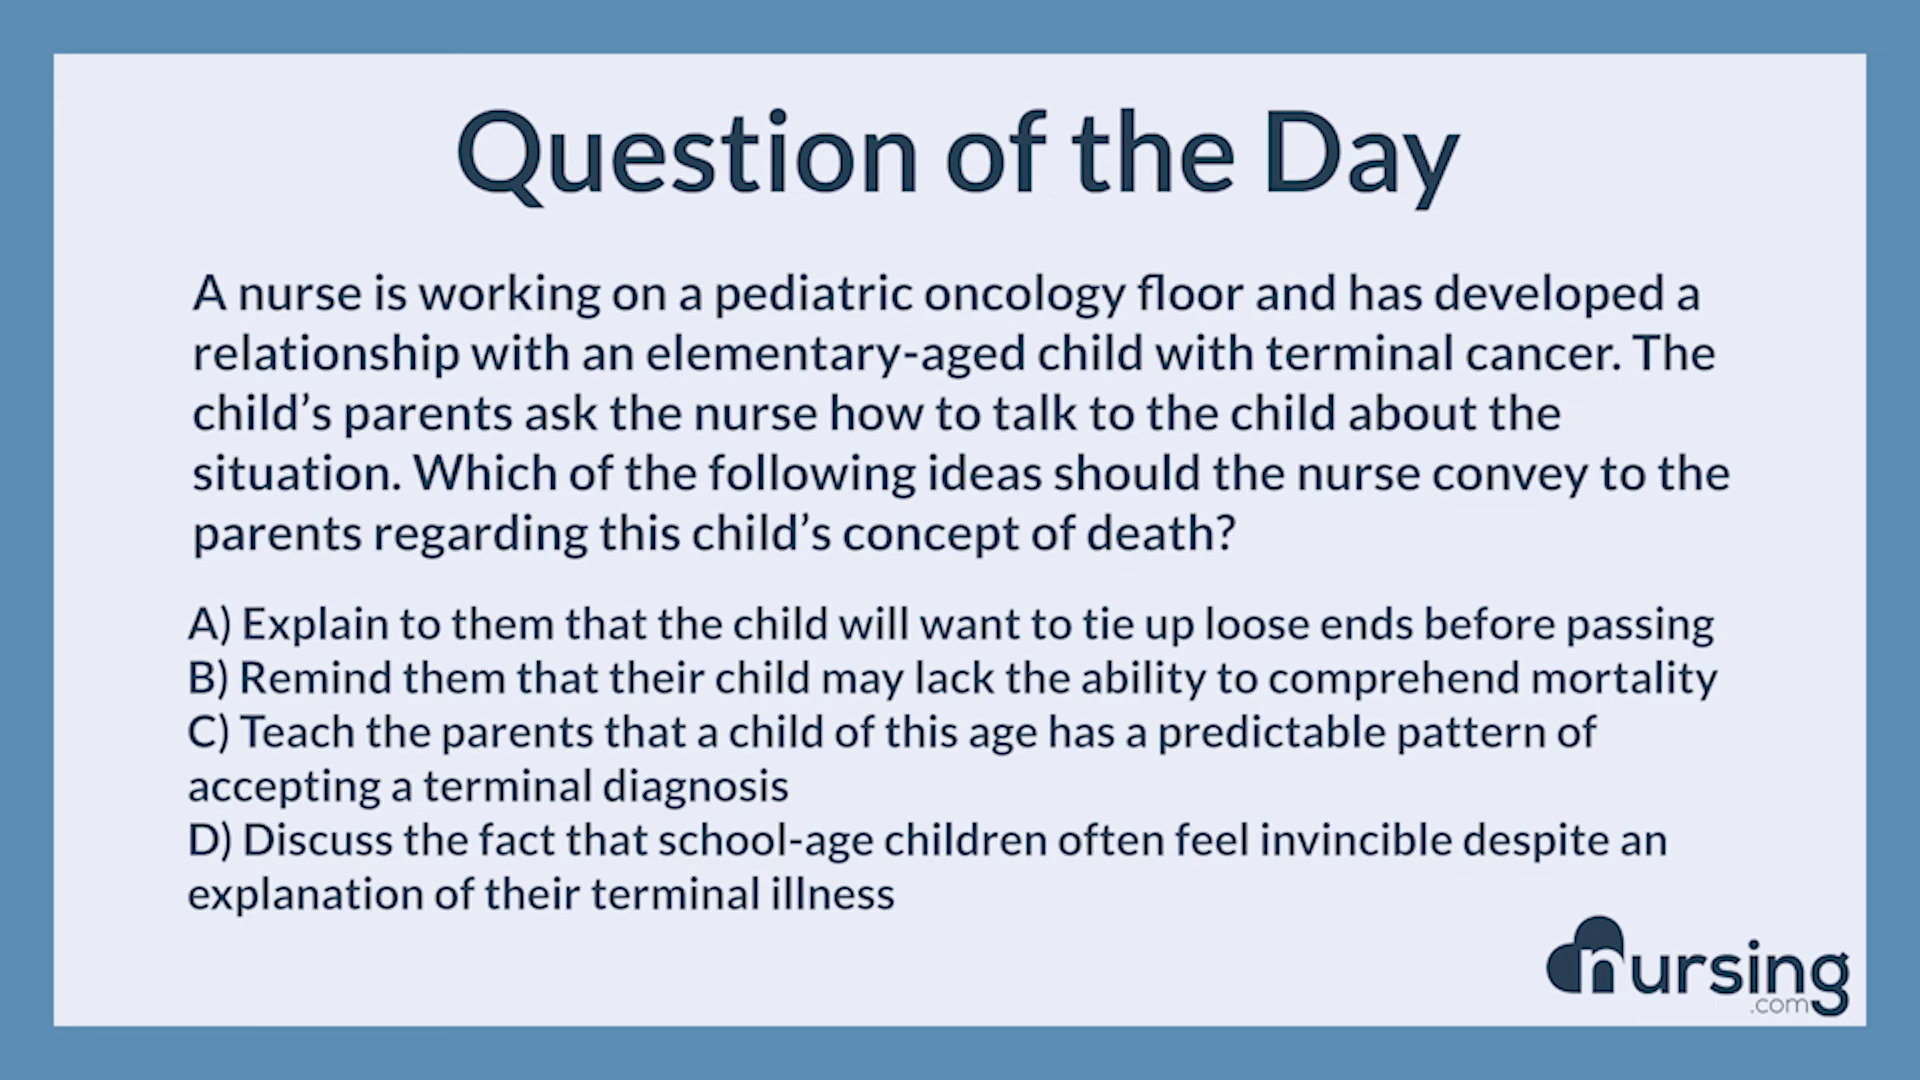 Question of the Day
A nurse is working on a pediatric oncology floor and has developed a
relationship with an elementary-aged child with terminal cancer. The
child’s parents ask the nurse how to talk to the child about the
situation. Which of the following ideas should the nurse convey to the
parents regarding this child’s concept of death?
A) Explain to them that the child will want to tie up loose ends before passing
B) Remind them that their child may lack the ability to comprehend mortality
C) Teach the parents that a child of this age has a predictable pattern of
accepting a terminal diagnosis
D) Discuss the fact that school-age children often feel invincible despite an
explanation of their terminal illness
nursing
.com